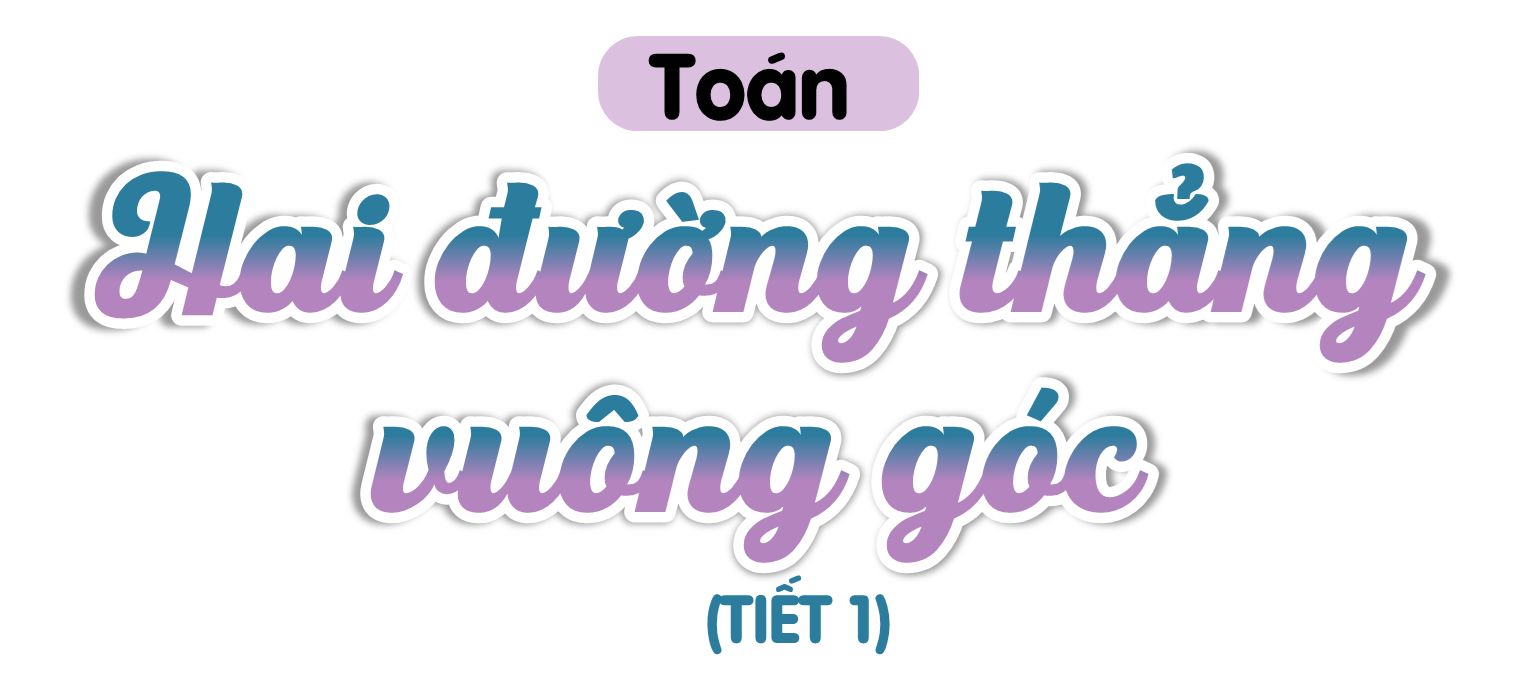 Toán
Hai đường thẳng
vuông góc
(TIẾT 1)